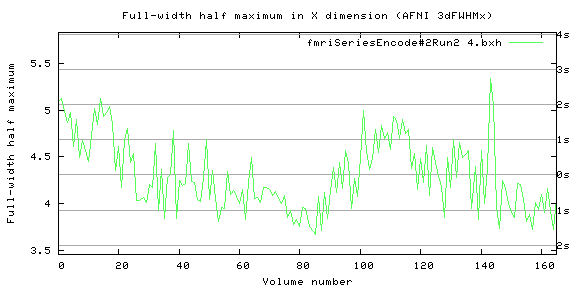 Full-width half maximum in X dimension (AFNI 3dFWHMx)
fmriSeriesEncode#2Run2 4.bxh
Full-width half maximum
5.5
5
4.5
4
3.5
4s
3s
2s
1s
0s
1s
2s
0 20 40 60 80 100 120 140 160
Volume number